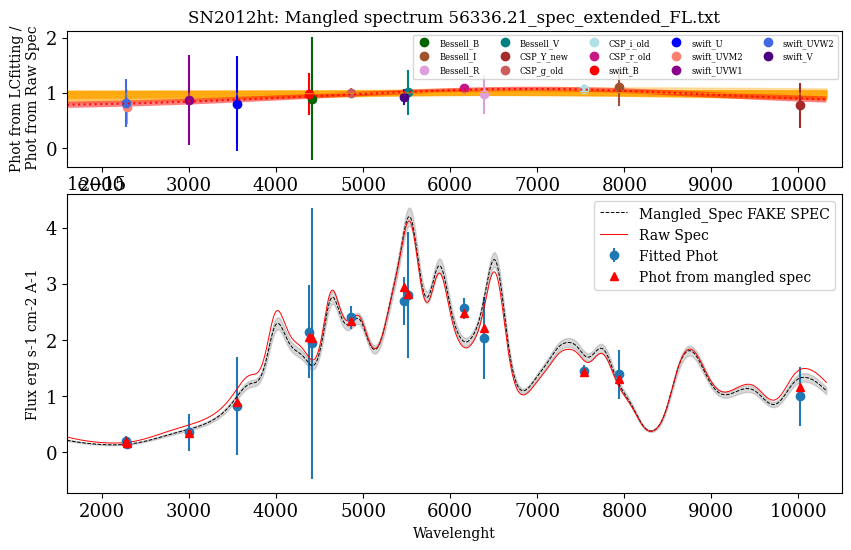 SN2012ht: Mangled spectrum 56336.21_spec_extended_FL.txt
Phot from LCfitting /
Phot from Raw Spec
2
1
0
Bessell_B Bessell_V CSP_i_old swift_U swift_UVW2
Bessell_I CSP_Y_new CSP_r_old swift_UVM2 swift_V
Bessell_R CSP_g_old swift_B swift_UVW1
2000 3000 4000 5000 6000 7000 8000 9000 10000
1e−15
Flux erg s-1 cm-2 A-1
4
3
2
1
0
Mangled_Spec FAKE SPEC
Raw Spec
Fitted Phot
Phot from mangled spec
2000 3000 4000 5000 6000 7000 8000 9000 10000
Wavelenght